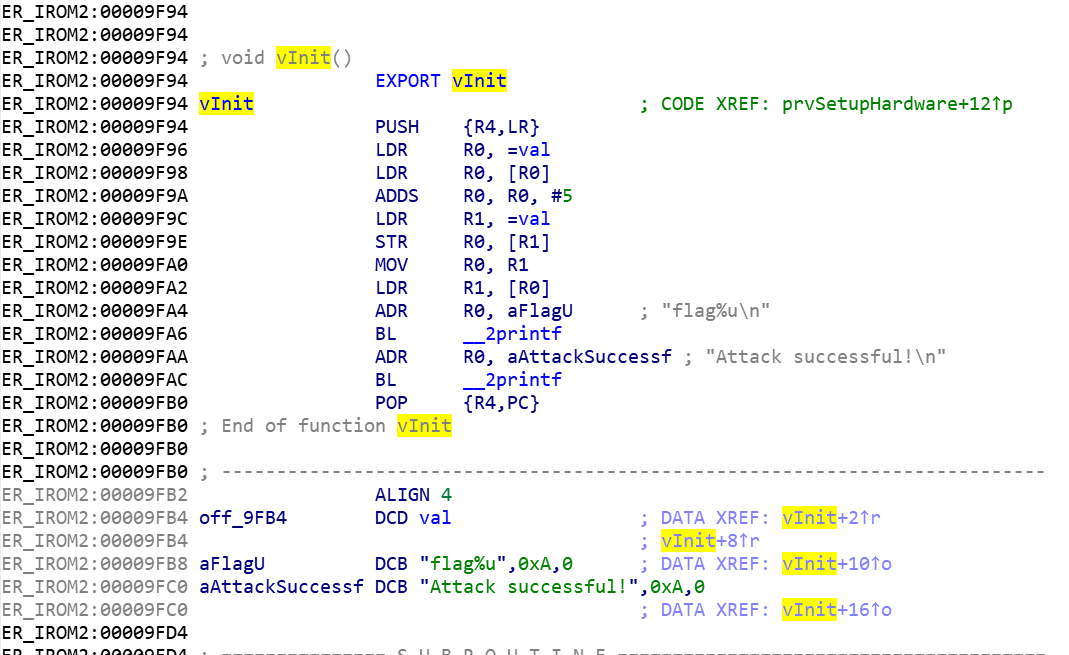 ER_IROM2:00009F94
ER_IROM2:00009F94
ER_IROM2:00009F94 ; void vInit()
ER_IROM2:00009F94 EXPORT vInit
ER_IROM2:00009F94 vInit ; CODE XREF: prvSetupHardware+12↑p
ER_IROM2:00009F94 PUSH {R4,LR}
ER_IROM2:00009F96 LDR R0, =val
ER_IROM2:00009F98 LDR R0, [R0]
ER_IROM2:00009F9A ADDS R0, R0, #5
ER_IROM2:00009F9C LDR R1, =val
ER_IROM2:00009F9E STR R0, [R1]
ER_IROM2:00009FA0 MOV R0, R1
ER_IROM2:00009FA2 LDR R1, [R0]
ER_IROM2:00009FA4 ADR R0, aFlagU ; "flag%u\n"
ER_IROM2:00009FA6 BL __2printf
ER_IROM2:00009FAA ADR R0, aAttackSuccessf ; "Attack successful!\n"
ER_IROM2:00009FAC BL __2printf
ER_IROM2:00009FB0 POP {R4,PC}
ER_IROM2:00009FB0 ; End of function vInit
ER_IROM2:00009FB0
ER_IROM2:00009FB0 ; ---------------------------------------------------------------------------
ER_IROM2:00009FB2 ALIGN 4
ER_IROM2:00009FB4 off_9FB4 DCD val ; DATA XREF: vInit+2↑r
ER_IROM2:00009FB4 ; vInit+8↑r
ER_IROM2:00009FB8 aFlagU DCB "flag%u",0xA,0 ; DATA XREF: vInit+10↑o
ER_IROM2:00009FC0 aAttackSuccessf DCB "Attack successful!",0xA,0
ER_IROM2:00009FC0 ; DATA XREF: vInit+16↑o
ER_IROM2:00009FD4
ER_IROM2:00009FD4 ; --------------- S U B R O U T I N E ---------------------------------------